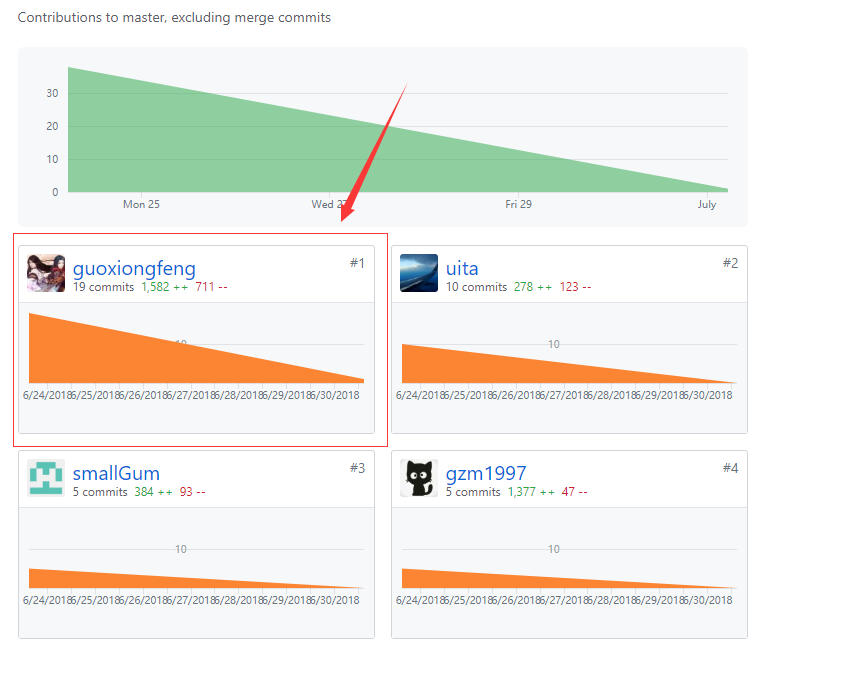 Contributions to master, excluding merge commits
30
20
10
0
Mon 25 Wed 27 Fri 29 July
guoxiongfeng #1
19 commits 1,582 ++ 711 --
10
6/24/2018 6/25/2018 6/26/2018 6/27/2018 6/28/2018 6/29/2018 6/30/2018
uita #2
10 commits 278 ++ 123 --
10
6/24/2018 6/25/2018 6/26/2018 6/27/2018 6/28/2018 6/29/2018 6/30/2018
smallGum #3
5 commits 384 ++ 93 --
10
6/24/2018 6/25/2018 6/26/2018 6/27/2018 6/28/2018 6/29/2018 6/30/2018
gzm1997 #4
5 commits 1,377 ++ 47 --
10
6/24/2018 6/25/2018 6/26/2018 6/27/2018 6/28/2018 6/29/2018 6/30/2018